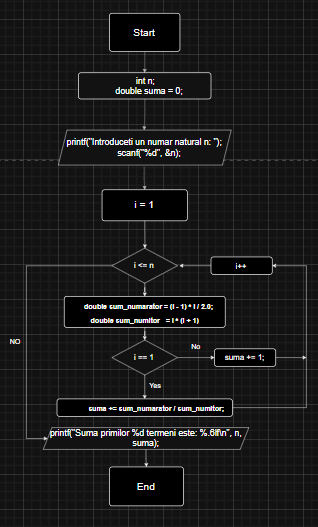 Start
int n;
double suma = 0;
printf("Introduceti un numar natural n: ");
scanf("%d", &n);
i = 1
i <= n
i++
double sum_numarator = (i - 1) * i / 2.0;
double sum_numitor = i * (i + 1)
NO
i == 1
No
suma += 1;
Yes
suma += sum_numarator / sum_numitor;
printf("Suma primilor %d termeni este: %.6lf\n", n,
suma);
End